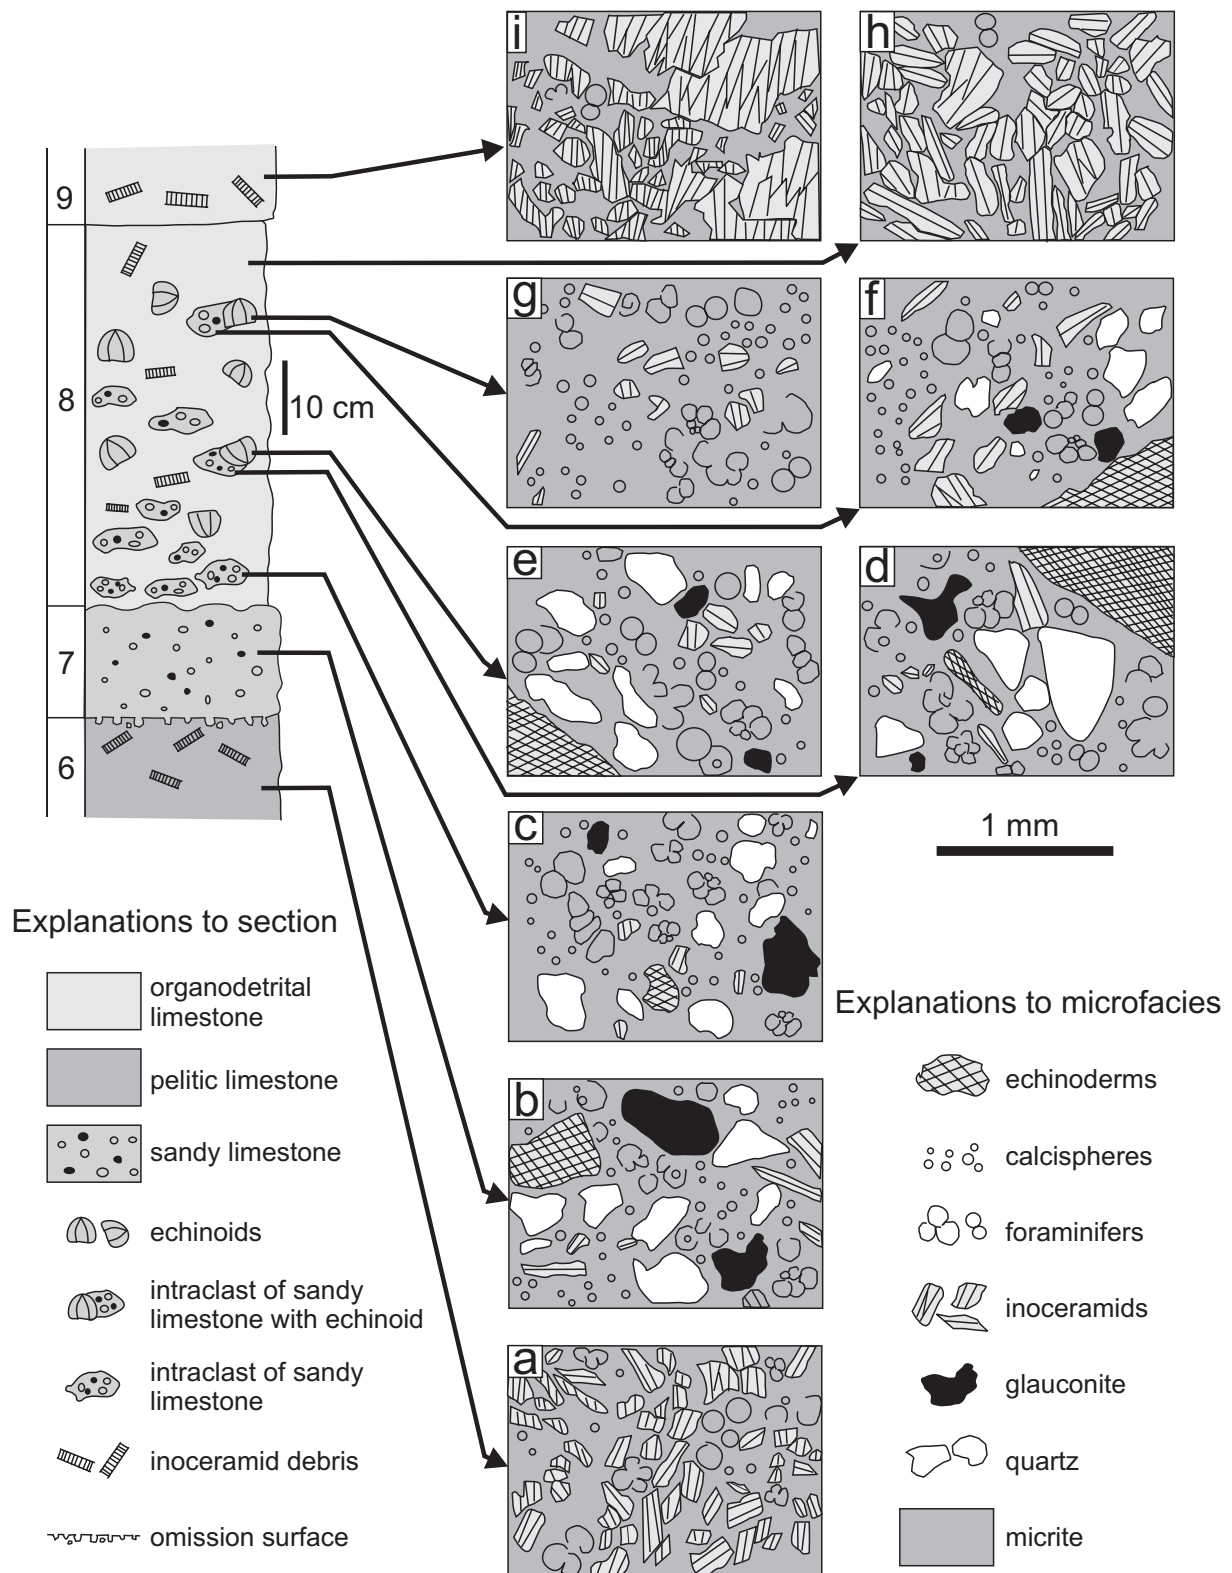 i
h
9
g
f
8
10 cm
e
d
7
6
c
1 mm
b
a
Explanations to section
organodetrital
limestone
pelitic limestone
sandy limestone
echinoids
intraclast of sandy
limestone with echinoid
intraclast of sandy
limestone
inoceramid debris
omission surface
Explanations to microfacies
echinoderms
calcispheres
foraminifers
inoceramids
glauconite
quartz
micrite